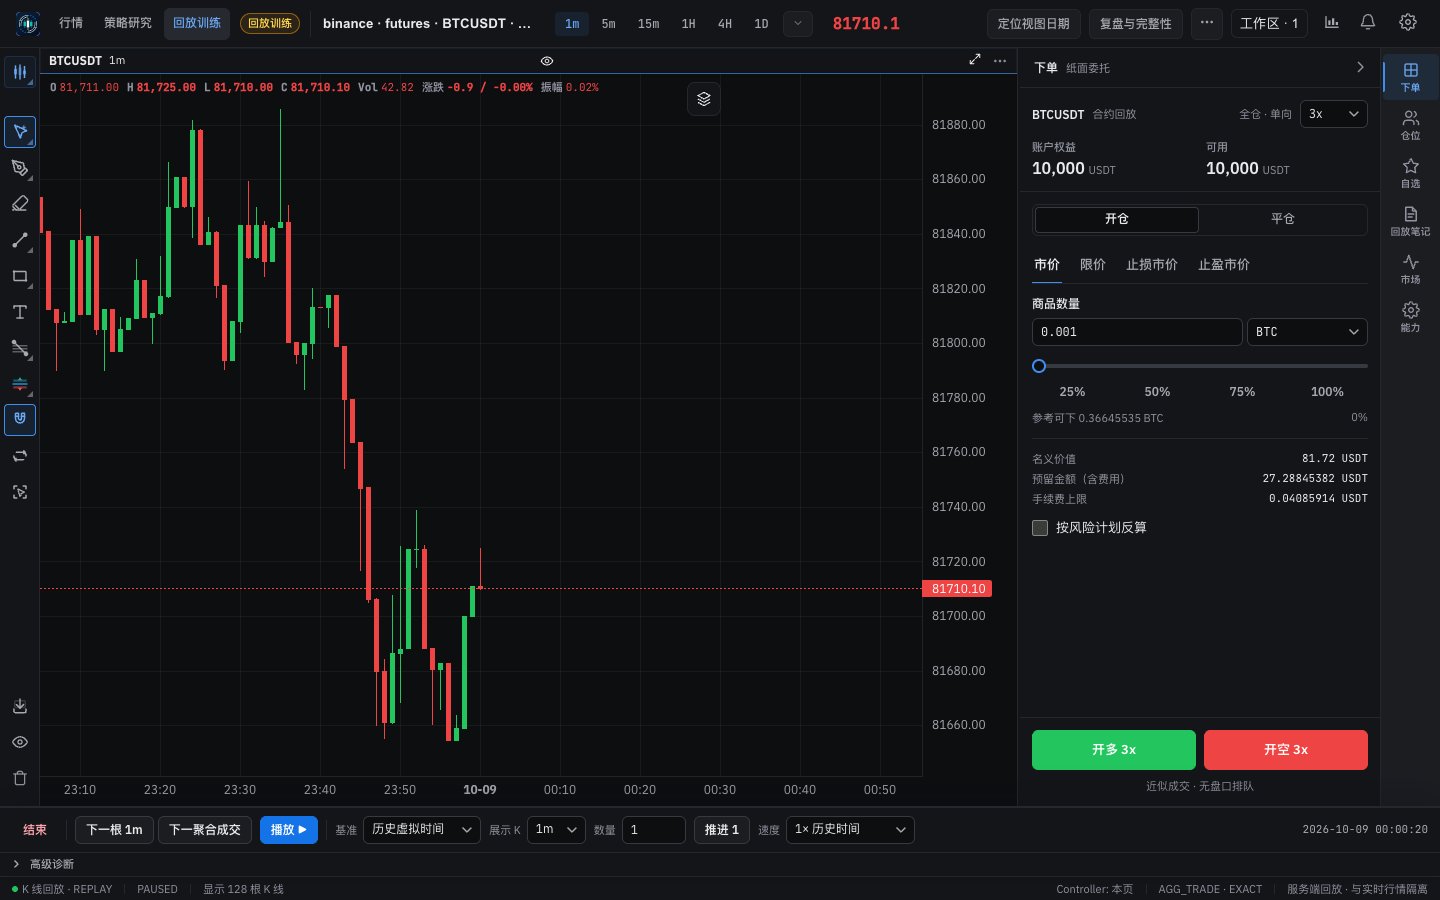 行情 策略研究 回放训练 回放训练 binance · futures · BTCUSDT · ... 1m 5m 15m 1H 4H 1D 81710.1 定位视图日期 复盘与完整性 ··· 工作区 · 1
BTCUSDT 1m ···
O 81,711.00 H 81,725.00 L 81,710.00 C 81,710.10 Vol 42.82 涨跌 -0.9 / -0.00% 振幅 0.02%
81880.00
81860.00
81840.00
81820.00
81800.00
81780.00
81760.00
81740.00
81720.00
81710.10
81700.00
81680.00
81660.00
23:10 23:20 23:30 23:40 23:50 10-09 00:10 00:20 00:30 00:40 00:50
下单 纸面委托
BTCUSDT 合约回放 全仓 · 单向 3x
账户权益 可用
10,000 USDT 10,000 USDT
开仓 平仓
市价 限价 止损市价 止盈市价
商品数量
0.001 BTC
25% 50% 75% 100%
参考可下 0.36645535 BTC 0%
名义价值 81.72 USDT
预留金额（含费用） 27.28845382 USDT
手续费上限 0.04085914 USDT
按风险计划反算
开多 3x 开空 3x
近似成交 · 无盘口排队
下单
仓位
自选
回放笔记
市场
能力
结束 下一根 1m 下一聚合成交 播放 基准 历史虚拟时间 展示 K 1m 数量 1 推进 1 速度 1× 历史时间 2026-10-09 00:00:20
高级诊断
K 线回放 · REPLAY PAUSED 显示 128 根 K 线 Controller: 本页 AGG_TRADE · EXACT 服务端回放 · 与实时行情隔离